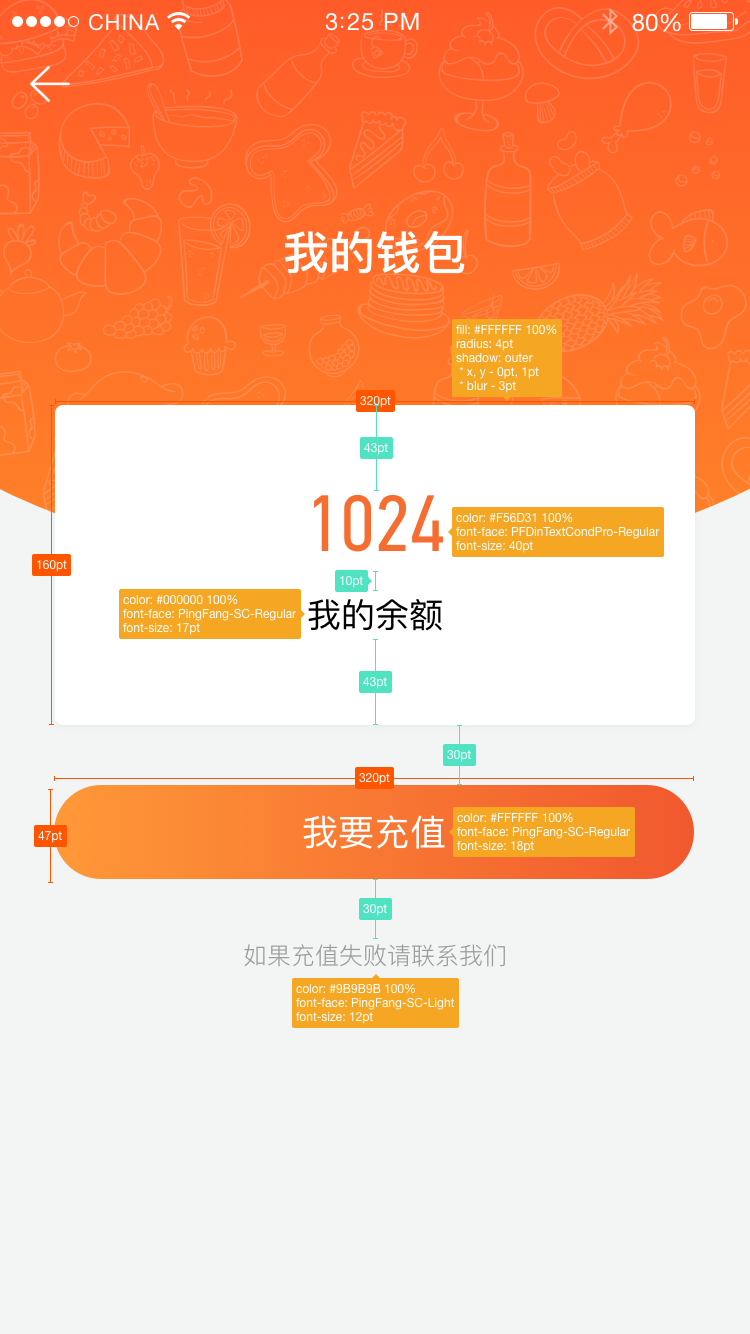 CHINA 3:25 PM 80%
我的钱包
fill: #FFFFFF 100%
radius: 4pt
shadow: outer
* x, y - 0pt, 1pt
* blur - 3pt
320pt
43pt
1024
color: #F56D31 100%
font-face: PFDinTextCondPro-Regular
font-size: 40pt
160pt
10pt
color: #000000 100%
font-face: PingFang-SC-Regular
font-size: 17pt
我的余额
43pt
30pt
320pt
47pt
我要充值
color: #FFFFFF 100%
font-face: PingFang-SC-Regular
font-size: 18pt
30pt
如果充值失败请联系我们
color: #9B9B9B 100%
font-face: PingFang-SC-Light
font-size: 12pt